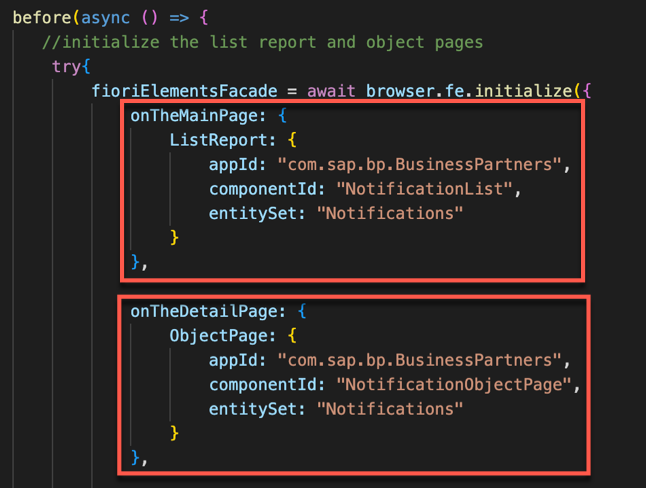 before(async () => {
//initialize the list report and object pages
try{
fioriElementsFacade = await browser.fe.initialize({
onTheMainPage: {
ListReport: {
appId: "com.sap.bp.BusinessPartners",
componentId: "NotificationList",
entitySet: "Notifications"
}
},
onTheDetailPage: {
ObjectPage: {
appId: "com.sap.bp.BusinessPartners",
componentId: "NotificationObjectPage",
entitySet: "Notifications"
}
},